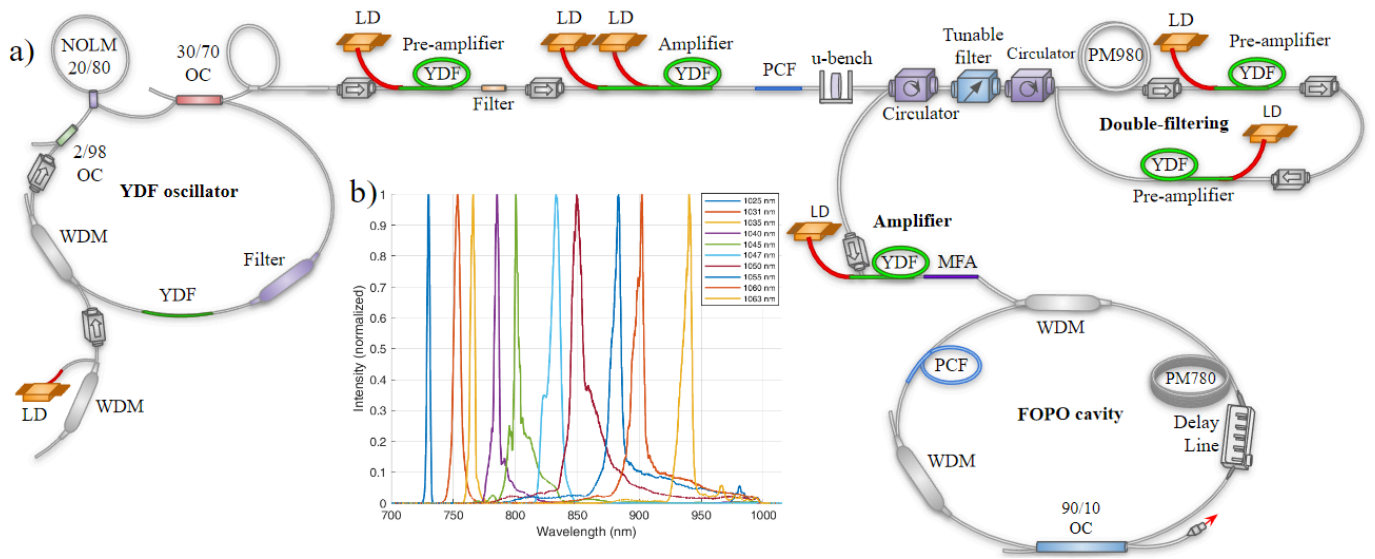 a)
NOLM
20/80
30/70
OC
2/98
OC
YDF oscillator
WDM
YDF
Filter
LD
WDM
LD
Pre-amplifier
YDF
Filter
LD
LD
Amplifier
YDF
PCF
u-bench
Circulator
Tunable
filter
Circulator
PM980
LD
Pre-amplifier
YDF
Double-filtering
LD
YDF
Pre-amplifier
LD
Amplifier
YDF
MFA
WDM
PCF
PM780
FOPO cavity
Delay
Line
WDM
90/10
OC
b)
1
0.9
0.8
0.7
0.6
0.5
0.4
0.3
0.2
0.1
0
Intensity (normalized)
700
750
800
850
900
950
1000
Wavelength (nm)
1025 nm
1031 nm
1035 nm
1040 nm
1045 nm
1047 nm
1050 nm
1055 nm
1060 nm
1063 nm